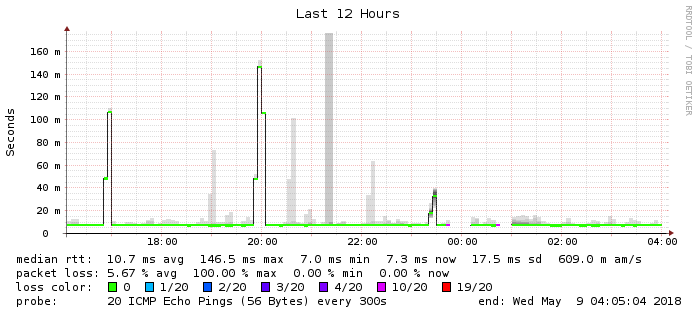 Last 12 Hours
RRDTOOL / TOBI OETIKER
Seconds
160 m
140 m
120 m
100 m
80 m
60 m
40 m
20 m
0
18:00 20:00 22:00 00:00 02:00 04:00
median rtt: 10.7 ms avg 146.5 ms max 7.0 ms min 7.3 ms now 17.5 ms sd 609.0 m am/s
packet loss: 5.67 % avg 100.00 % max 0.00 % min 0.00 % now
loss color: 0 1/20 2/20 3/20 4/20 10/20 19/20
probe: 20 ICMP Echo Pings (56 Bytes) every 300s end: Wed May 9 04:05:04 2018